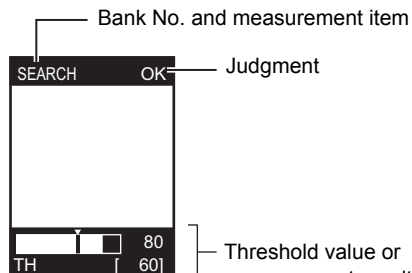 Bank No. and measurement item
SEARCH OK
Judgment
80
TH [ 60]
Threshold value or